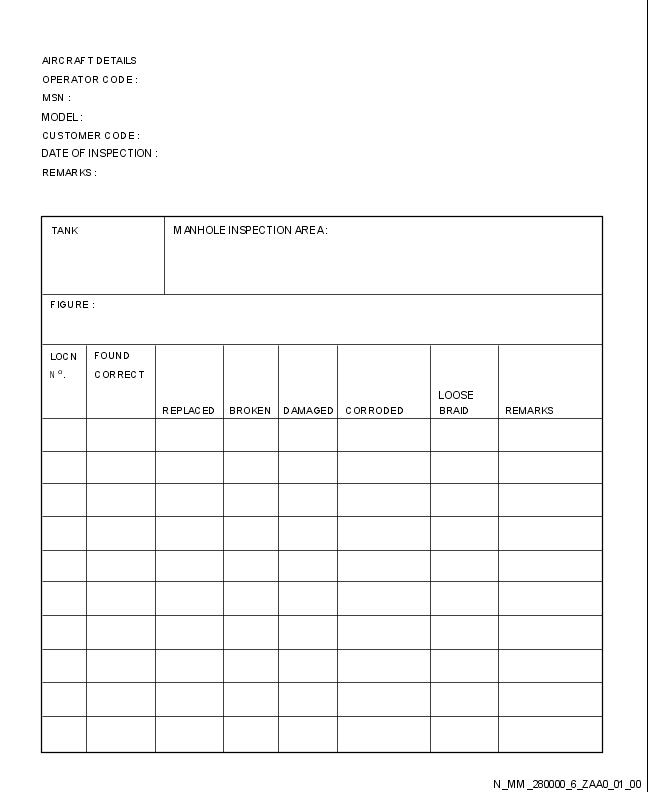 AIRCRAFT DETAILS
OPERATOR CODE :
MSN :
MODEL :
CUSTOMER CODE :
DATE OF INSPECTION :
REMARKS :
TANK
MANHOLE INSPECTION AREA :
FIGURE :
LOCN
N°.
FOUND
CORRECT
REPLACED
BROKEN
DAMAGED
CORRODED
LOOSE
BRAID
REMARKS
N_MM_280000_6_ZAA0_01_00